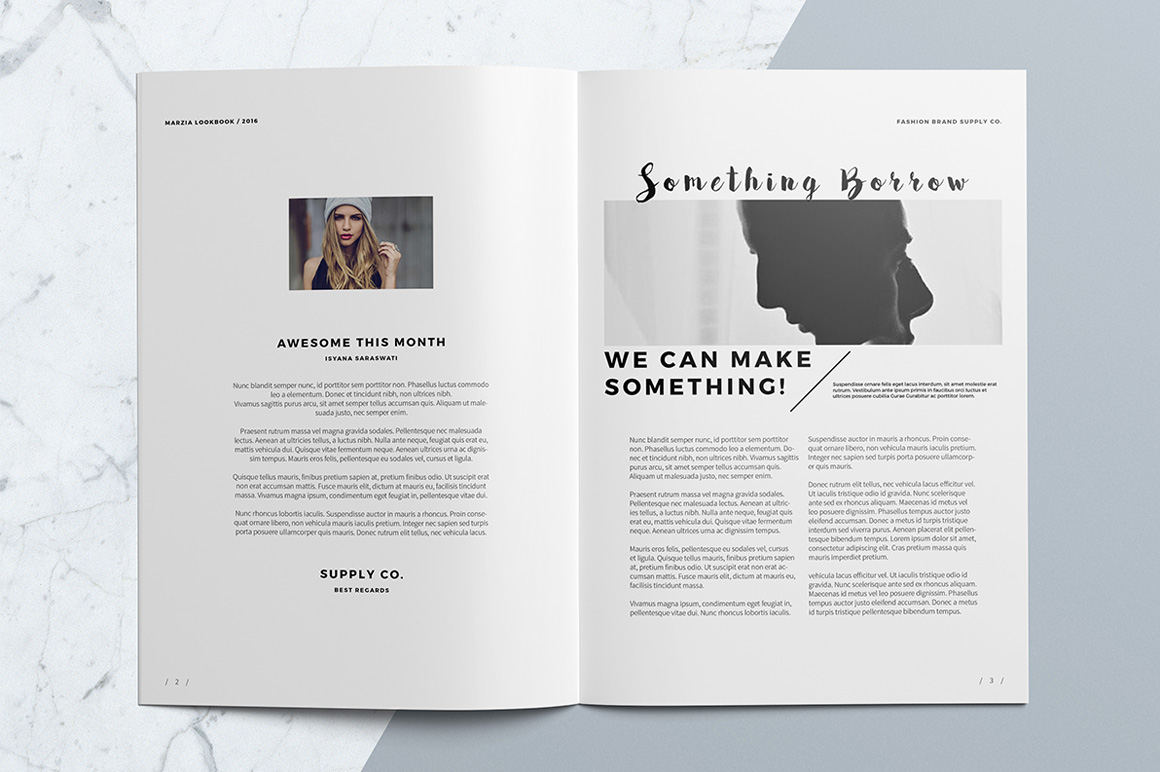 MARZIA LOOKBOOK / 2016
AWESOME THIS MONTH
ISYANA SARASWATI
Nunc blandit semper nunc, id porttitor sem porttitor non. Phasellus luctus commodo
leo a elementum. Donec et tincidunt nibh, non ultrices nibh.
Vivamus sagittis purus arcu, sit amet semper tellus accumsan quis. Aliquam ut male-
suada justo, nec semper enim.
Praesent rutrum massa vel magna gravida sodales. Pellentesque nec malesuada
lectus. Aenean at ultricies tellus, a luctus nibh. Nulla ante neque, feugiat quis erat eu,
mattis vehicula dui. Quisque vitae fermentum neque. Aenean ultrices urna ac dignis-
sim tempus. Mauris eros felis, pellentesque eu sodales vel, cursus et ligula.
Quisque tellus mauris, finibus pretium sapien at, pretium finibus odio. Ut suscipit erat
non erat accumsan mattis. Fusce mauris elit, dictum at mauris eu, facilisis tincidunt
massa. Vivamus magna ipsum, condimentum eget feugiat in, pellentesque vitae dui.
Nunc rhoncus lobortis iaculis. Suspendisse auctor in mauris a rhoncus. Proin conse-
quat ornare libero, non vehicula mauris iaculis pretium. Integer nec sapien sed turpis
porta posuere ullamcorper quis mauris. Donec rutrum elit tellus, nec vehicula lacus.
SUPPLY CO.
BEST REGARDS
/ 2 /
FASHION BRAND SUPPLY CO.
Something Borrow
WE CAN MAKE
SOMETHING!
Suspendisse ornare felis eget lacus interdum, sit amet molestie erat
rutrum. Vestibulum ante ipsum primis in faucibus orci luctus et
ultrices posuere cubilia Curae Curabitur ac porttitor lorem.
Nunc blandit semper nunc, id porttitor sem porttitor
non. Phasellus luctus commodo leo a elementum. Do-
nec et tincidunt nibh, non ultrices nibh. Vivamus sagittis
purus arcu, sit amet semper tellus accumsan quis.
Aliquam ut malesuada justo, nec semper enim.
Praesent rutrum massa vel magna gravida sodales.
Pellentesque nec malesuada lectus. Aenean at ultric-
ies tellus, a luctus nibh. Nulla ante neque, feugiat quis
erat eu, mattis vehicula dui. Quisque vitae fermentum
neque. Aenean ultrices urna ac dignissim tempus.
Mauris eros felis, pellentesque eu sodales vel, cursus
et ligula. Quisque tellus mauris, finibus pretium sapien
at, pretium finibus odio. Ut suscipit erat non erat ac-
cumsan mattis. Fusce mauris elit, dictum at mauris eu,
facilisis tincidunt massa.
Vivamus magna ipsum, condimentum eget feugiat in,
pellentesque vitae dui. Nunc rhoncus lobortis iaculis.
Suspendisse auctor in mauris a rhoncus. Proin conse-
quat ornare libero, non vehicula mauris iaculis pretium.
Integer nec sapien sed turpis porta posuere ullamcorp-
er quis mauris.
Donec rutrum elit tellus, nec vehicula lacus efficitur vel.
Ut iaculis tristique odio id gravida. Nunc scelerisque
ante sed ex rhoncus aliquam. Maecenas id metus vel
leo posuere dignissim. Phasellus tempus auctor justo
eleifend accumsan. Donec a metus id turpis tristique
interdum sed viverra purus. Aenean placerat elit pellen-
tesque bibendum tempus. Lorem ipsum dolor sit amet,
consectetur adipiscing elit. Cras pretium massa quis
mauris imperdiet pretium.
vehicula lacus efficitur vel. Ut iaculis tristique odio id
gravida. Nunc scelerisque ante sed ex rhoncus aliquam.
Maecenas id metus vel leo posuere dignissim. Phasellus
tempus auctor justo eleifend accumsan. Donec a metus
id turpis tristique pellentesque bibendum tempus.
/ 3 /